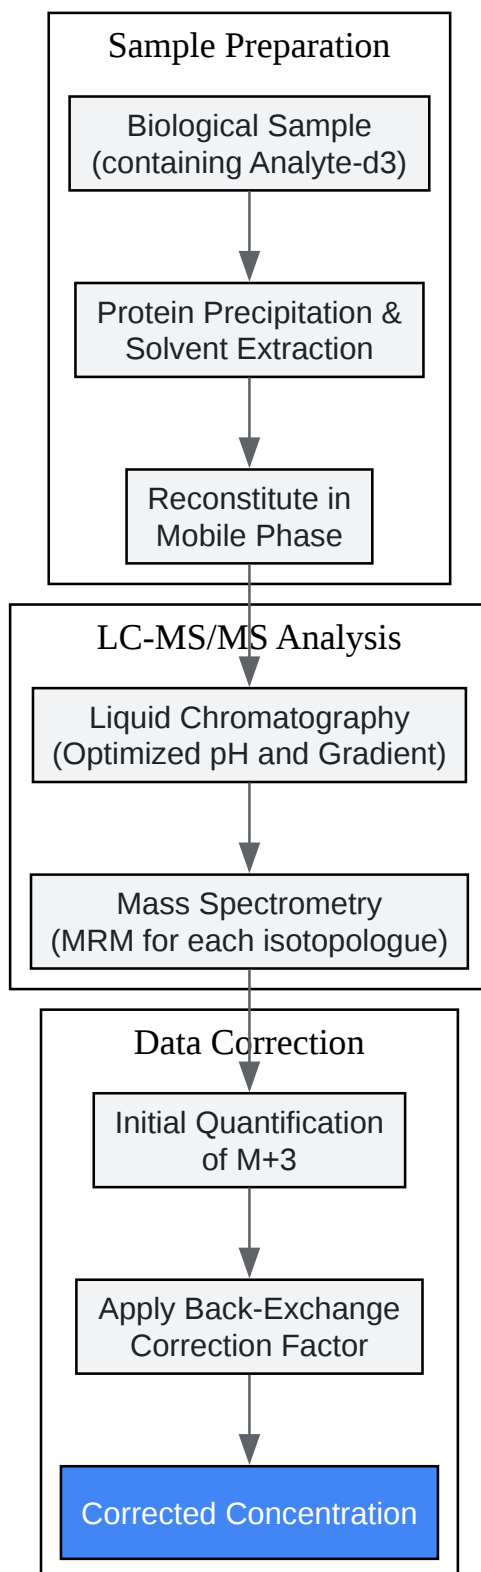 Sample Preparation
Biological Sample
(containing Analyte-d3)
Protein Precipitation &
Solvent Extraction
Reconstitute in
Mobile Phase
LC-MS/MS Analysis
Liquid Chromatography
(Optimized pH and Gradient)
Mass Spectrometry
(MRM for each isotopologue)
Data Correction
Initial Quantification
of M+3
Apply Back-Exchange
Correction Factor
Corrected Concentration